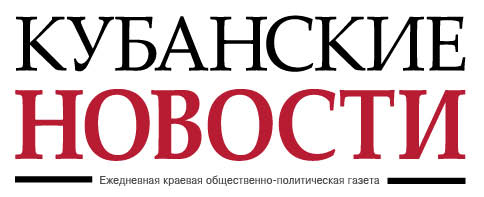 КУБАНСКИЕ
НОВОСТИ
Ежедневная краевая общественно-политическая газета